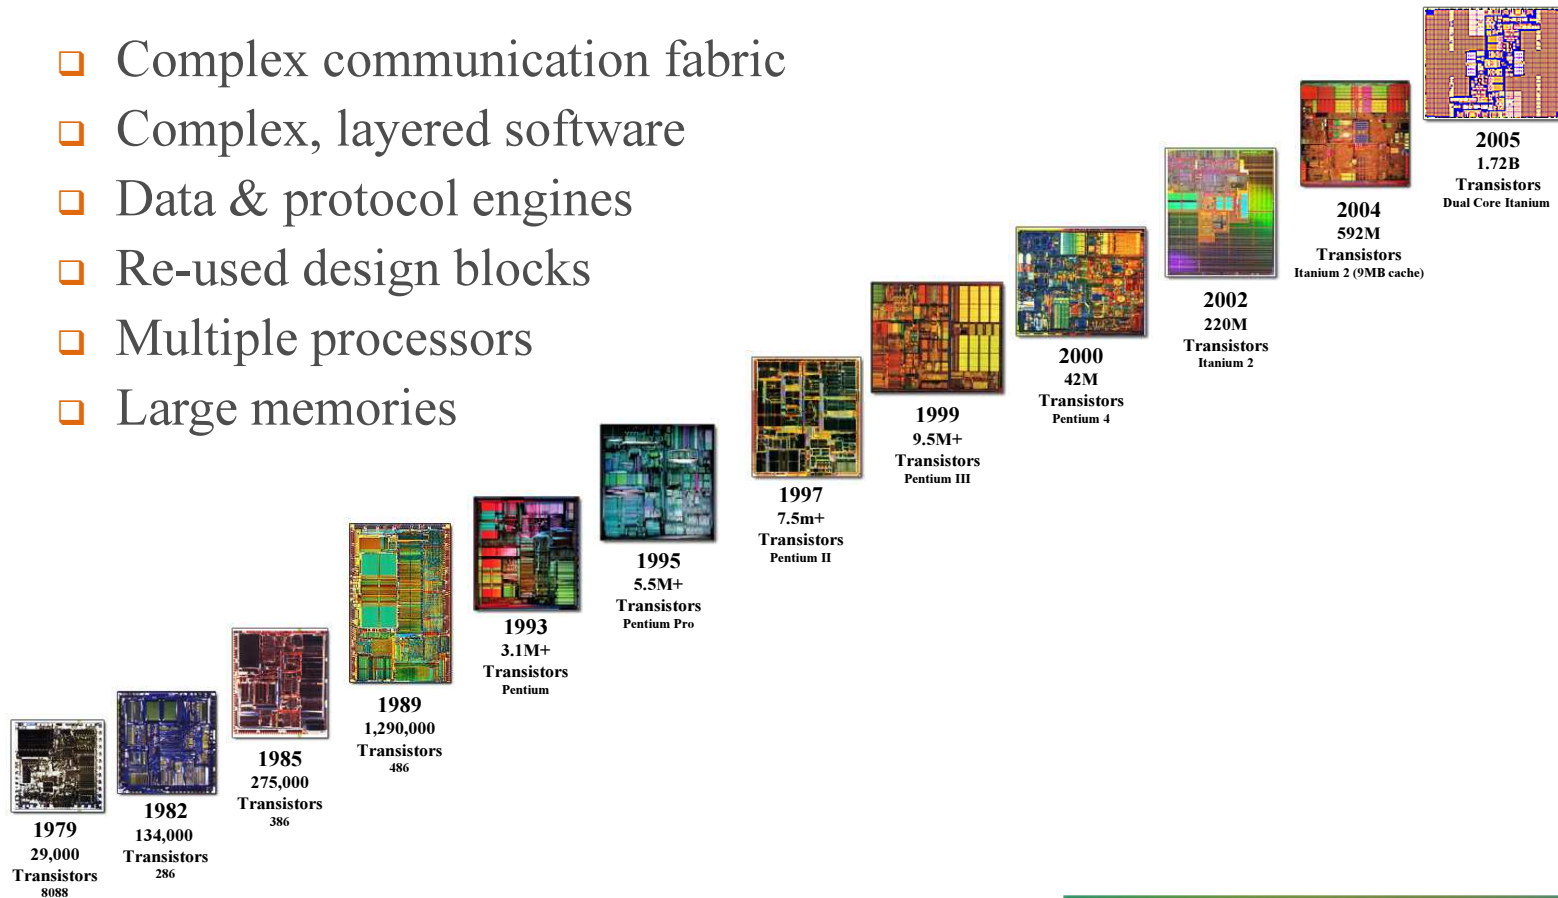 Complex communication fabric
Complex, layered software
Data & protocol engines
Re-used design blocks
Multiple processors
Large memories
1979
29,000
Transistors
8088
1982
134,000
Transistors
286
1985
275,000
Transistors
386
1989
1,290,000
Transistors
486
1993
3.1M+
Transistors
Pentium
1995
5.5M+
Transistors
Pentium Pro
1997
7.5m+
Transistors
Pentium II
1999
9.5M+
Transistors
Pentium III
2000
42M
Transistors
Pentium 4
2002
220M
Transistors
Itanium 2
2004
592M
Transistors
Itanium 2 (9MB cache)
2005
1.72B
Transistors
Dual Core Itanium